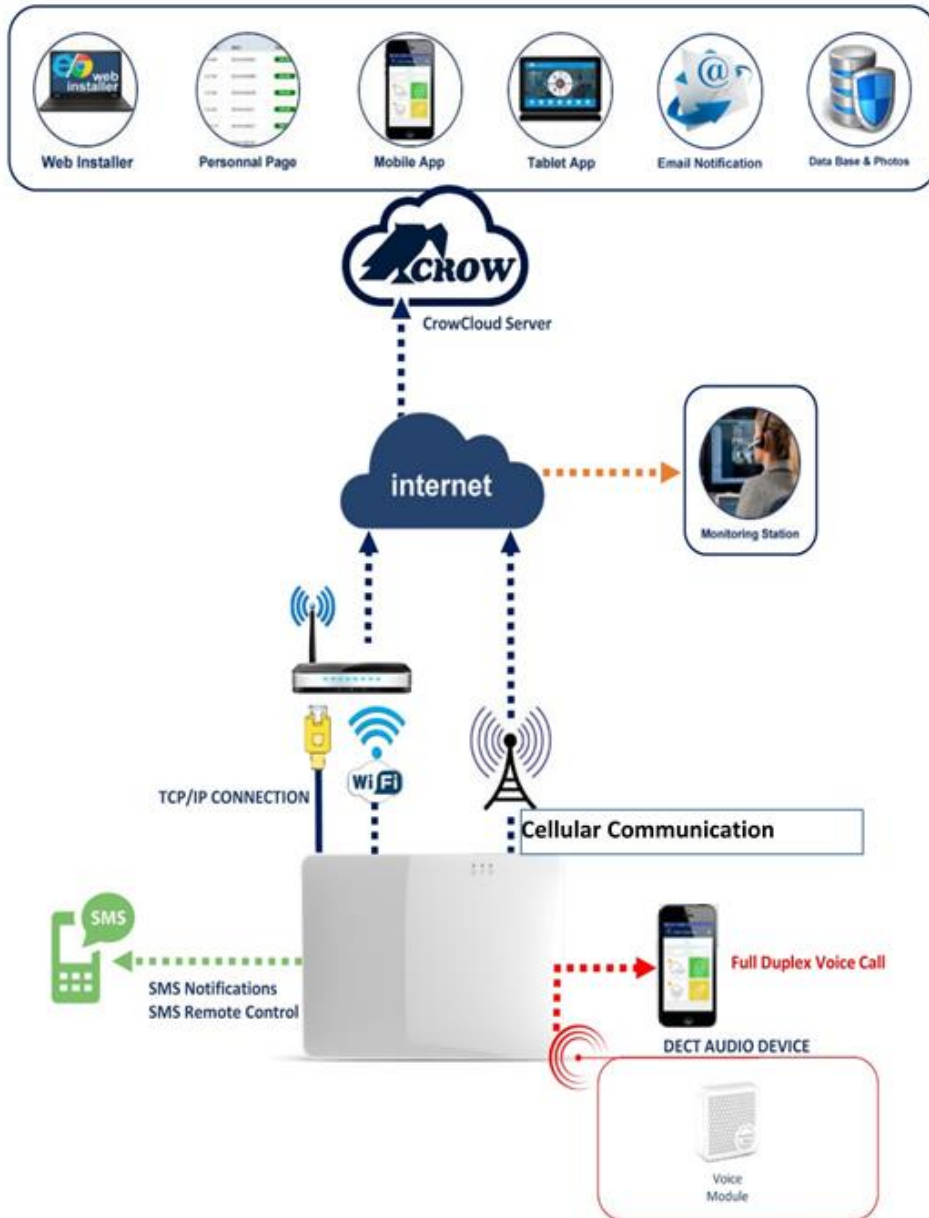 web
installer
Web Installer
Personnal Page
Mobile App
Tablet App
@
Email Notification
Data Base & Photos
CROW
CrowCloud Server
internet
Monitoring Station
TCP/IP CONNECTION
WiFi
Cellular Communication
SMS
SMS Notifications
SMS Remote Control
Full Duplex Voice Call
DECT AUDIO DEVICE
Voice
Module